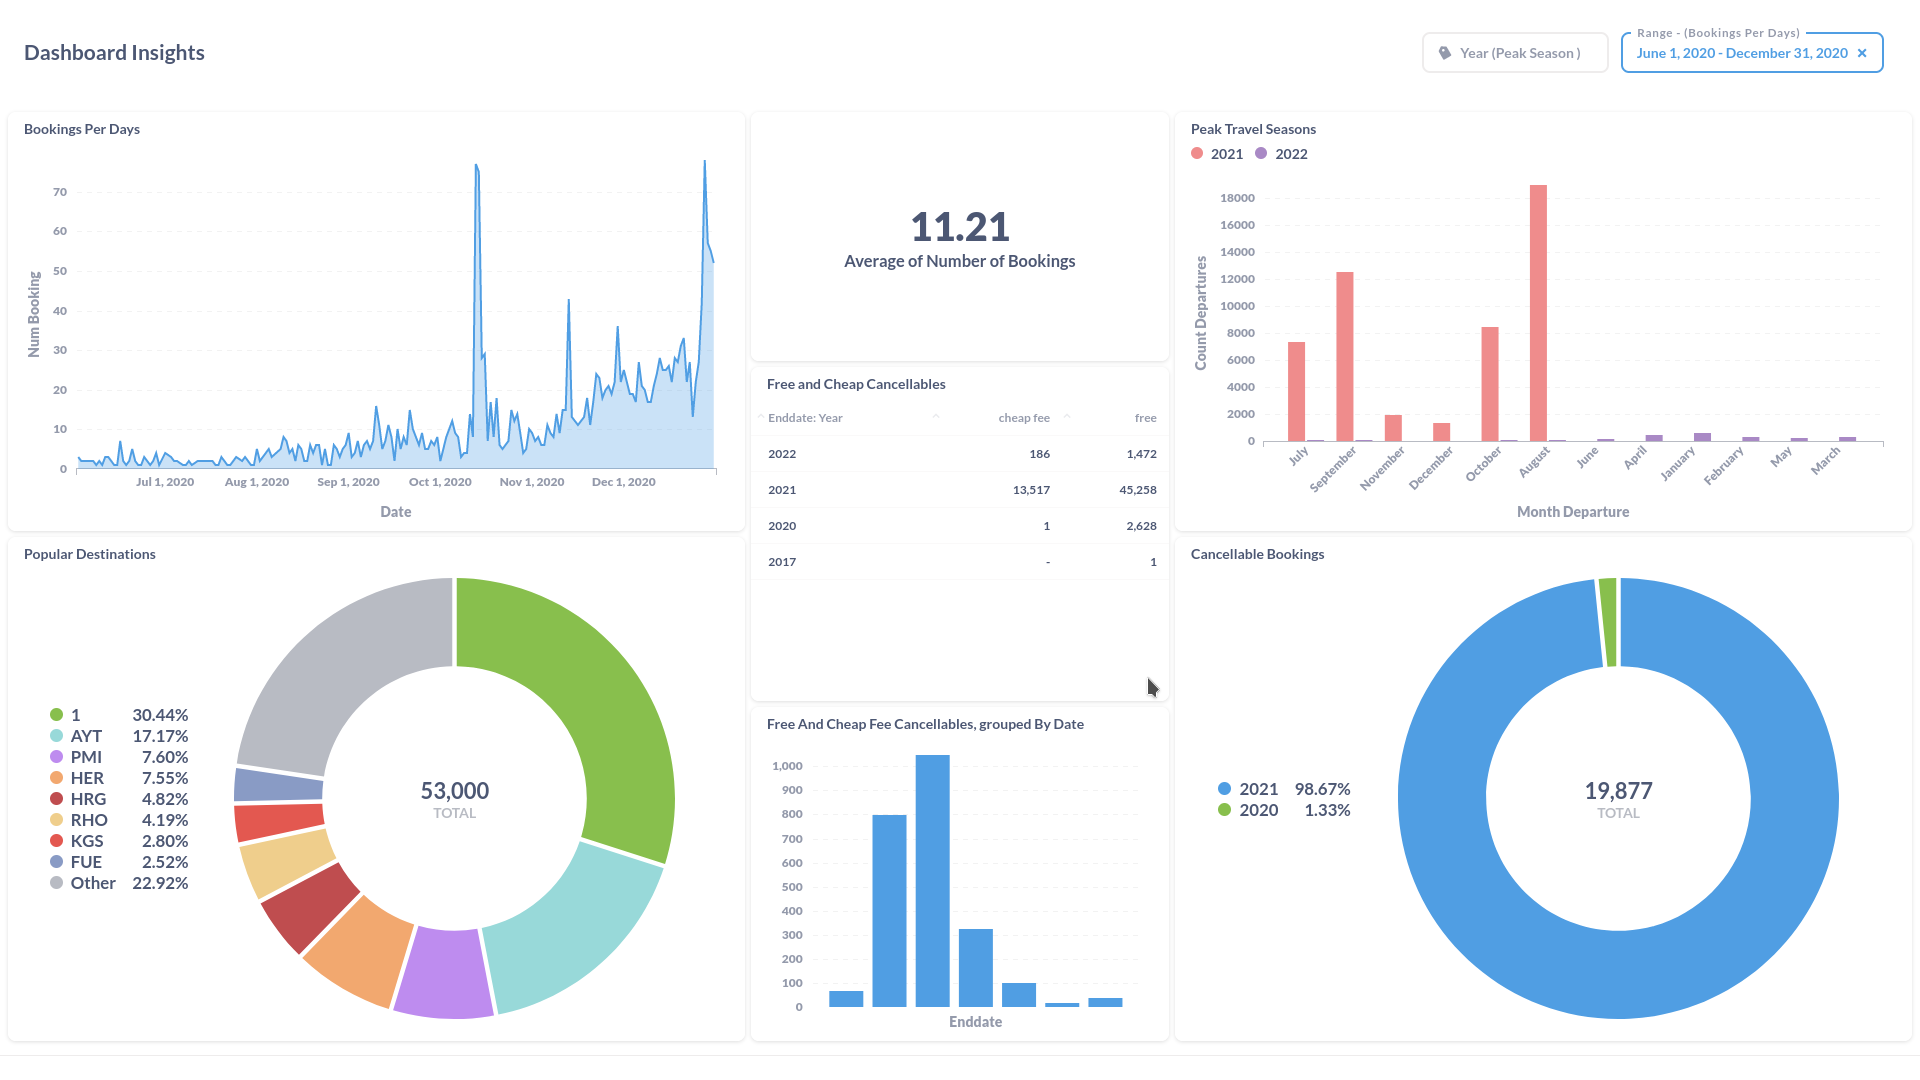 Dashboard Insights
Year (Peak Season )
Range - (Bookings Per Days)
June 1, 2020 - December 31, 2020
Bookings Per Days
Num Booking
70
60
50
40
30
20
10
0
Jul 1, 2020 Aug 1, 2020 Sep 1, 2020 Oct 1, 2020 Nov 1, 2020 Dec 1, 2020
Date
11.21
Average of Number of Bookings
Peak Travel Seasons
2021 2022
Count Departures
18000
16000
14000
12000
10000
8000
6000
4000
2000
0
July September November December October August June April January February May March
Month Departure
Free and Cheap Cancellables
Enddate: Year cheap fee free
2022 186 1,472
2021 13,517 45,258
2020 1 2,628
2017 - 1
Popular Destinations
1 30.44%
AYT 17.17%
PMI 7.60%
HER 7.55%
HRG 4.82%
RHO 4.19%
KGS 2.80%
FUE 2.52%
Other 22.92%
53,000
TOTAL
Free And Cheap Fee Cancellables, grouped By Date
1,000
900
800
700
600
500
400
300
200
100
0
Enddate
Cancellable Bookings
2021 98.67%
2020 1.33%
19,877
TOTAL